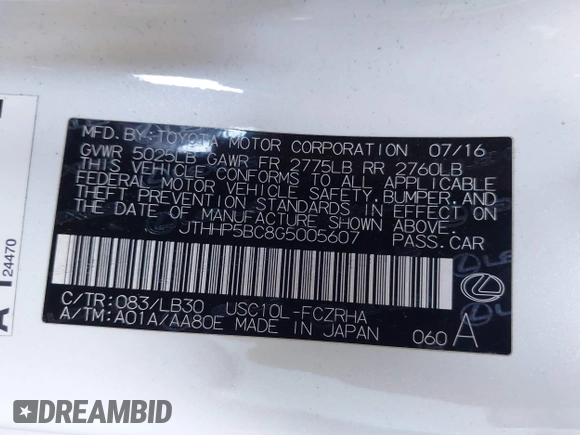 MFD. BY: TOYOTA MOTOR CORPORATION 07/16
GVWR 5025LB GAWR FR 2775LB RR 2760LB
THIS VEHICLE CONFORMS TO ALL APPLICABLE
FEDERAL MOTOR VEHICLE SAFETY, BUMPER, AND
THEFT PREVENTION STANDARDS IN EFFECT ON
THE DATE OF MANUFACTURE SHOWN ABOVE.
JTHHP5BC8G5005607 PASS.CAR
C/TR: 083/LB30 USC10L-FCZRHA
A/TM: A01A/AA80E MADE IN JAPAN 060 A
24470
DREAMBID